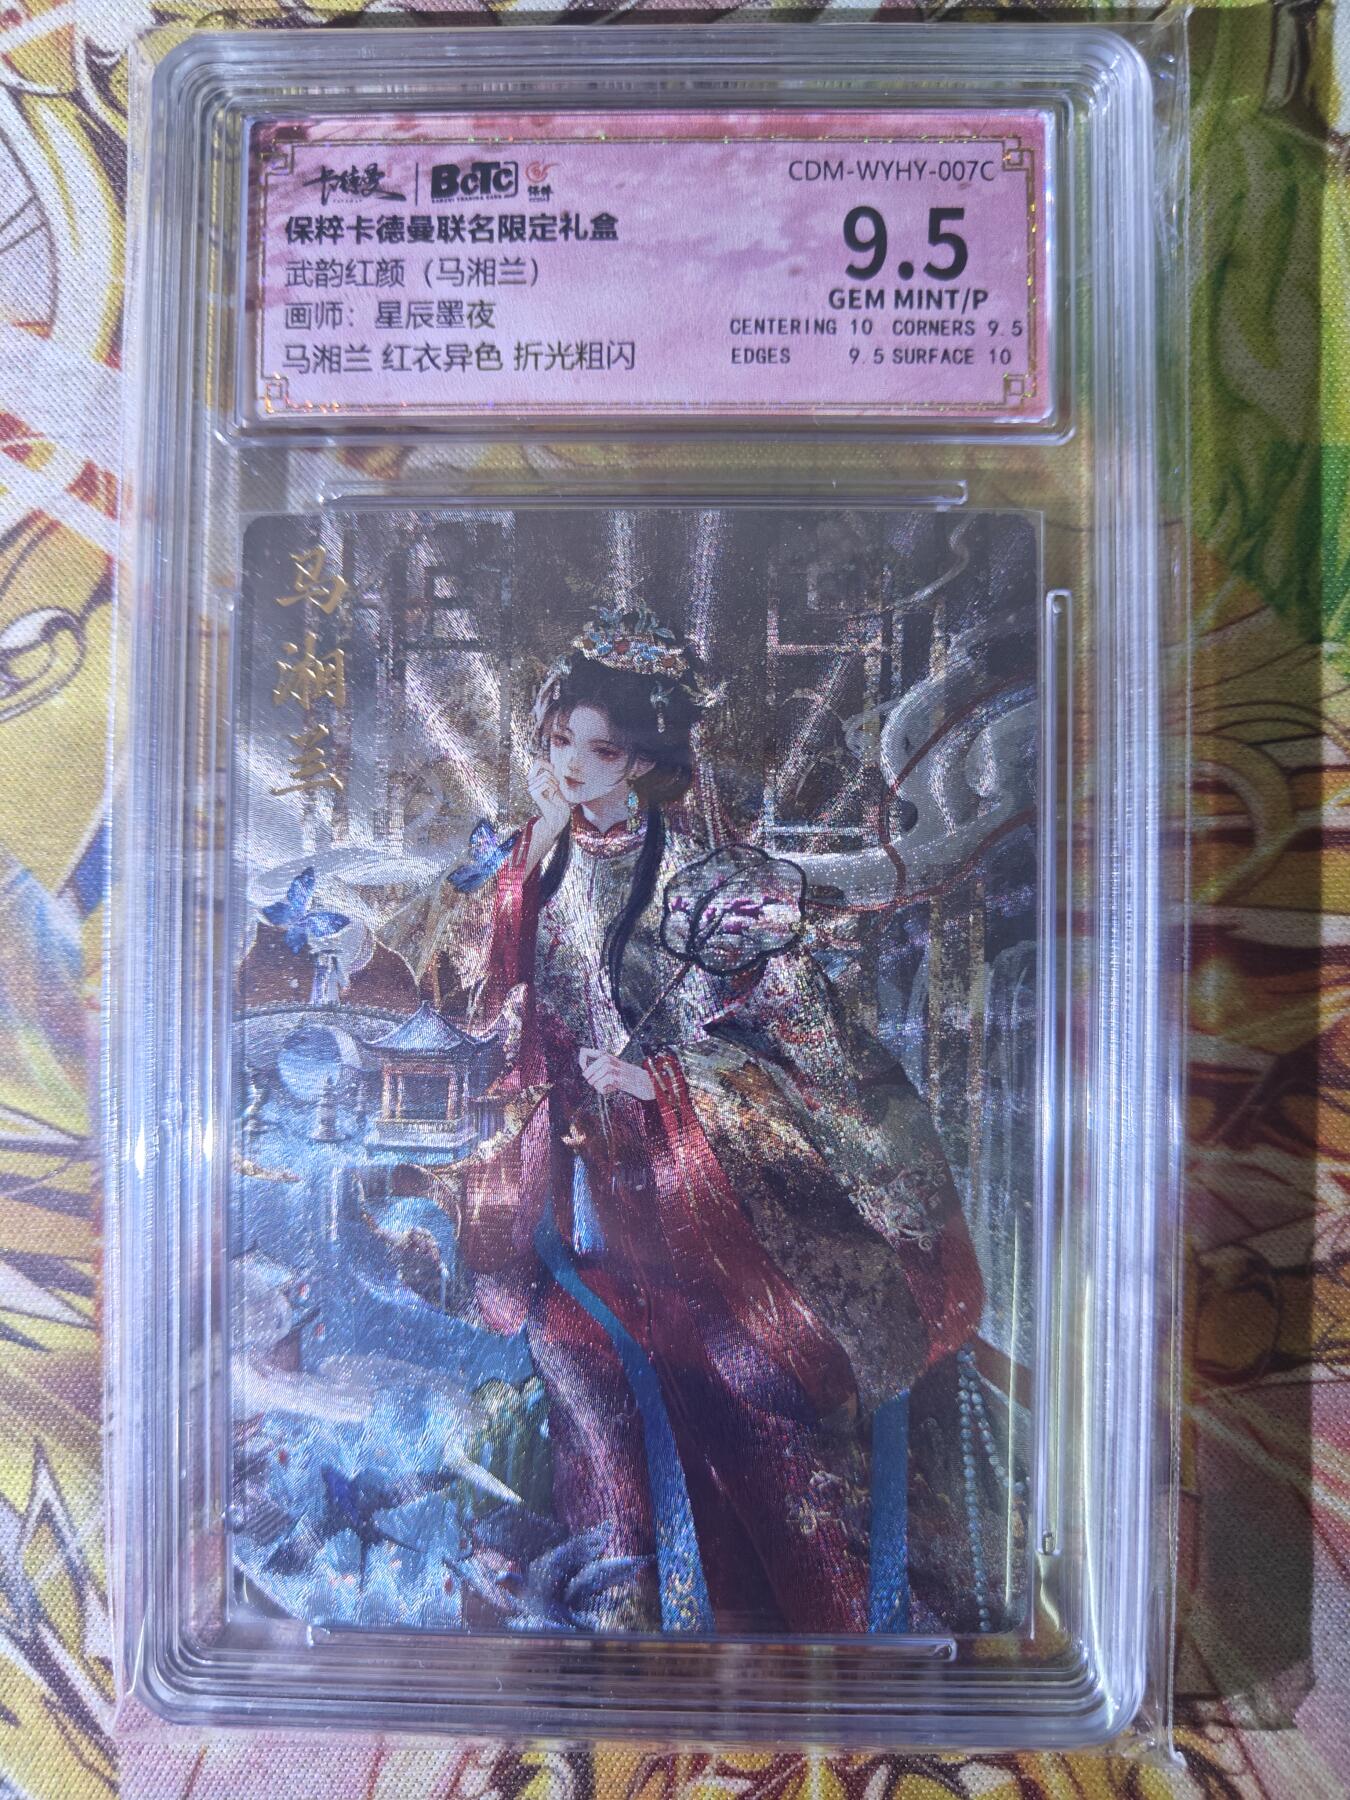 卡德曼 BCTC 保粹
CDM-WYHY-007C
保粹卡德曼联名限定礼盒
武韵红颜（马湘兰）
画师：星辰墨夜
马湘兰 红衣异色 折光粗闪
9.5
GEM MINT/P
CENTERING 10 CORNERS 9.5
EDGES 9.5 SURFACE 10
马湘兰